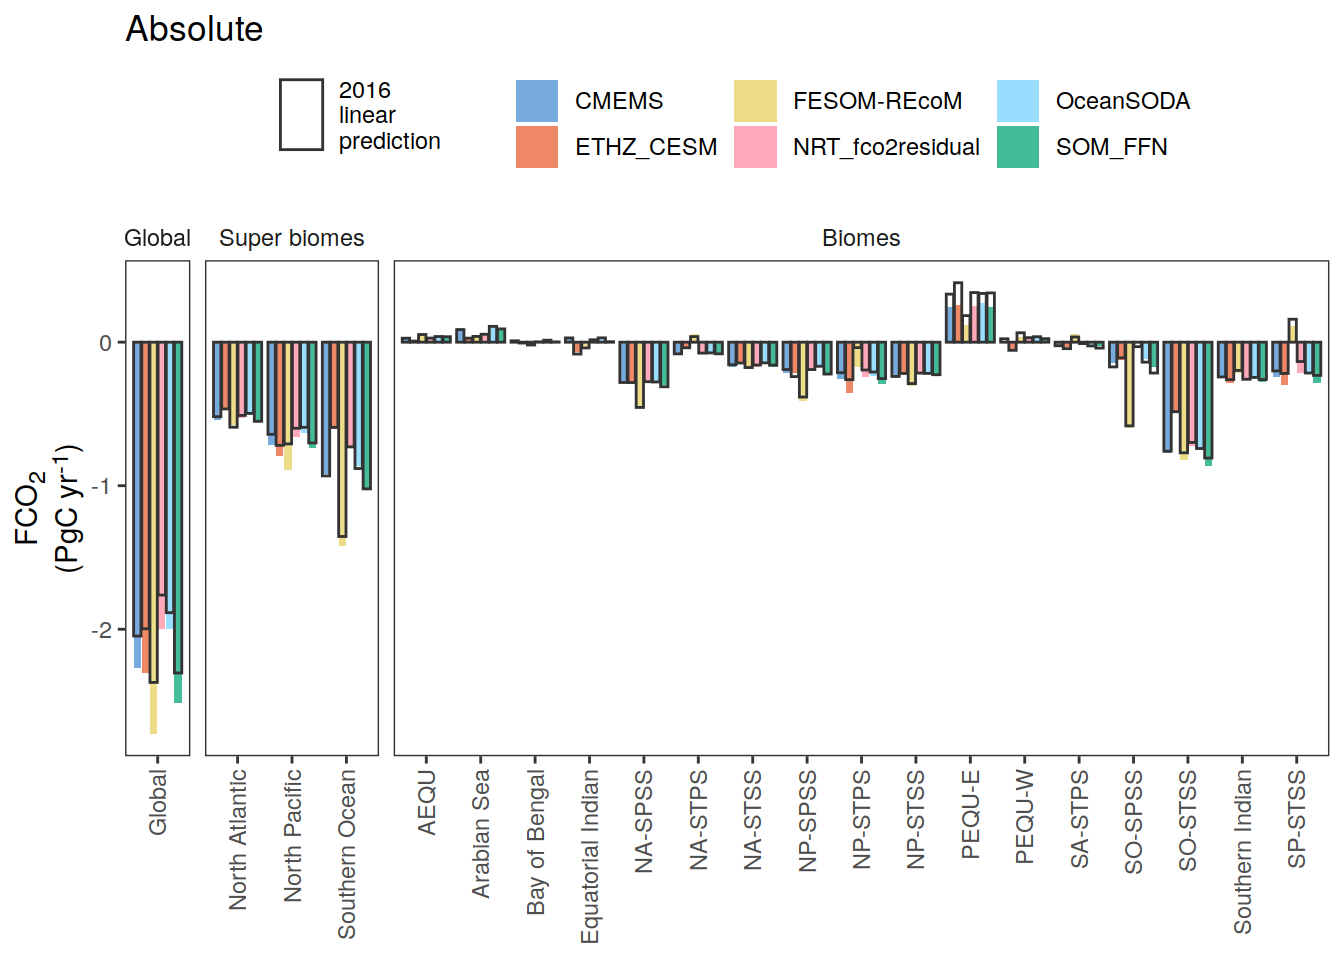 Absolute
2016
linear
prediction
CMEMS
FESOM-REcoM
OceanSODA
ETHZ_CESM
NRT_fco2residual
SOM_FFN
Global
Super biomes
Biomes
0
-1
-2
FCO₂
(PgC yr⁻¹)
Global
North Atlantic
North Pacific
Southern Ocean
AEQU
Arabian Sea
Bay of Bengal
Equatorial Indian
NA-SPSS
NA-STPS
NA-STSS
NP-SPSS
NP-STPS
NP-STSS
PEQU-E
PEQU-W
SA-STPS
SO-SPSS
SO-STSS
Southern Indian
SP-STSS